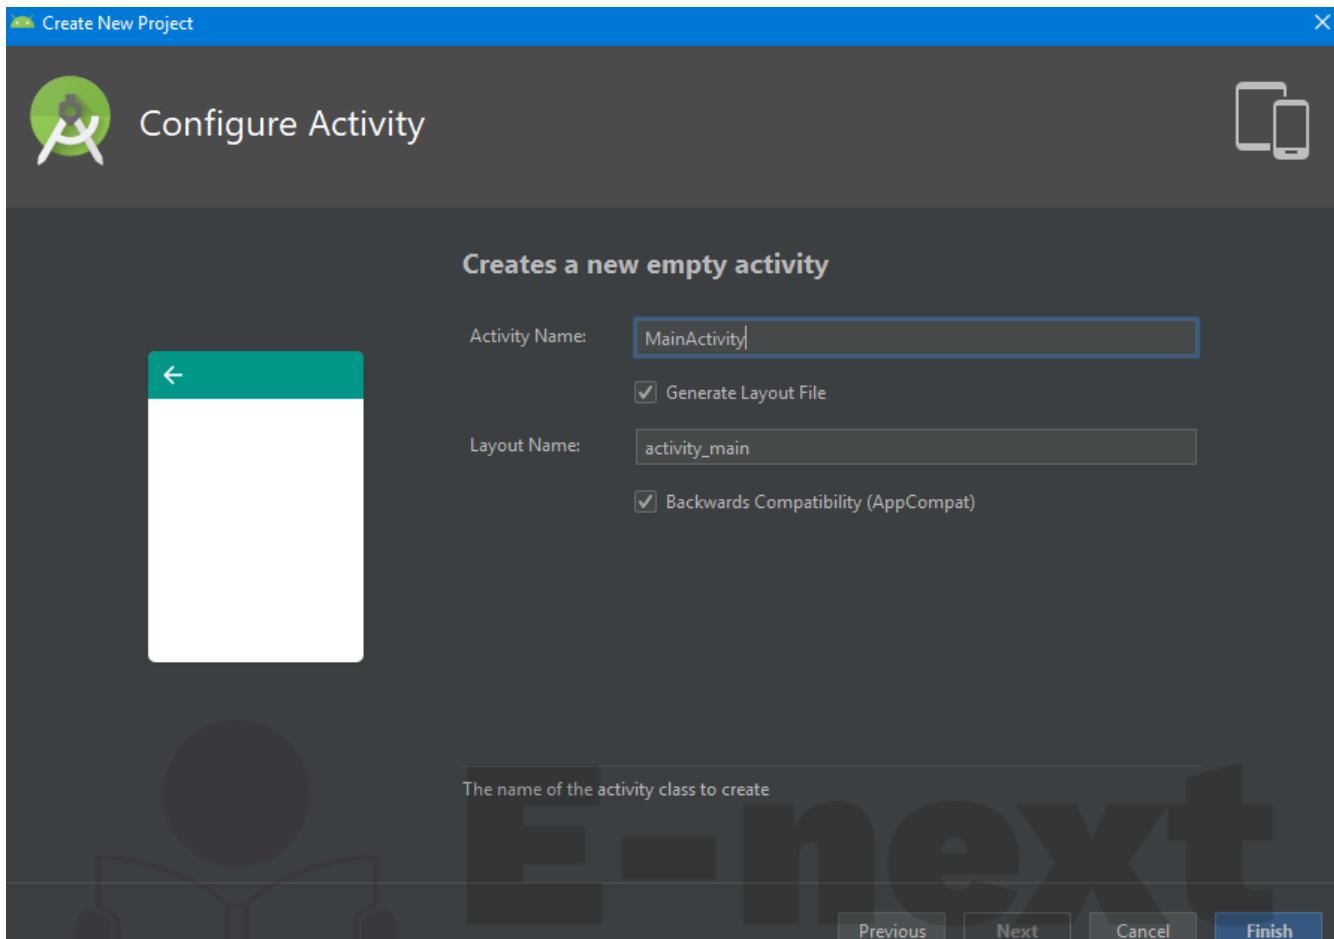 Create New Project
Configure Activity
Creates a new empty activity
Activity Name: MainActivity
Generate Layout File
Layout Name: activity_main
Backwards Compatibility (AppCompat)
The name of the activity class to create
E-next
Previous Next Cancel Finish